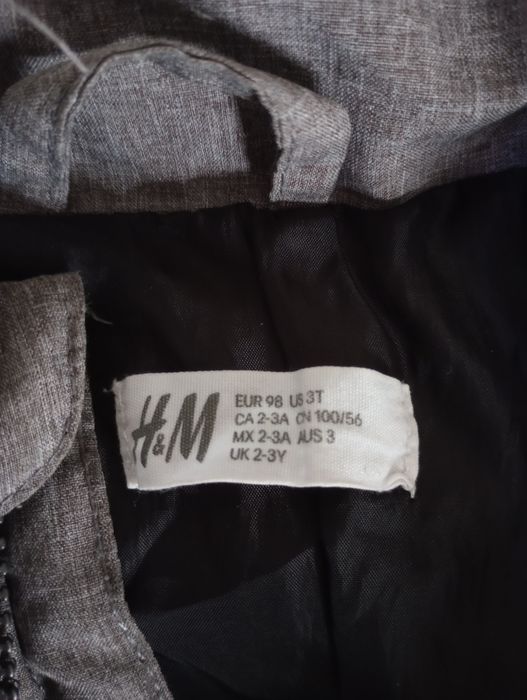 H&M
EUR 98 US 3T
CA 2-3A CN 100/56
MX 2-3A AUS 3
UK 2-3Y